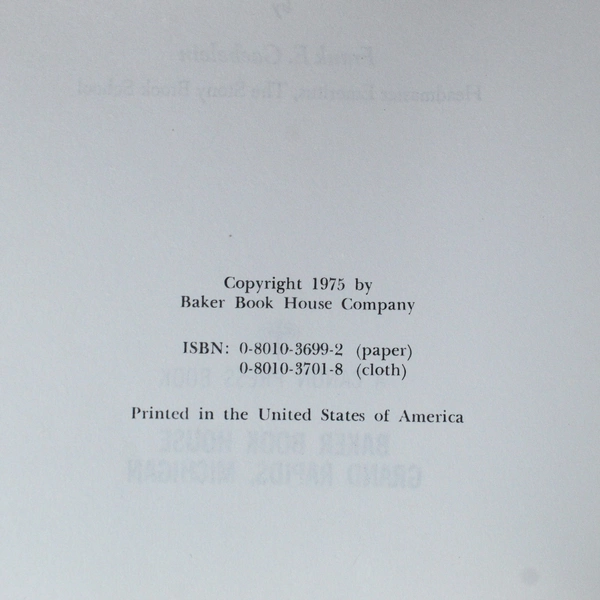 Copyright 1975 by
Baker Book House Company
ISBN: 0-8010-3699-2 (paper)
0-8010-3701-8 (cloth)
Printed in the United States of America